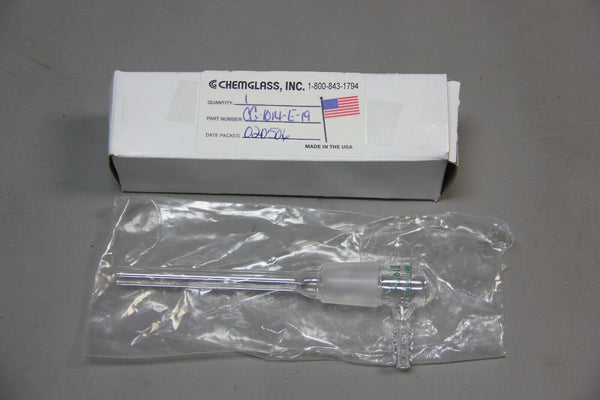 CHEMGLASS, INC. 1-800-843-1794
QUANTITY: 1
PART NUMBER: CG-1014-E-19
DATE PACKED: 020506
MADE IN THE USA